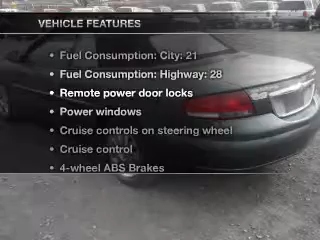 VEHICLE FEATURES
• Fuel Consumption: City: 21
• Fuel Consumption: Highway: 28
• Remote power door locks
• Power windows
• Cruise controls on steering wheel
• Cruise control
• 4-wheel ABS Brakes